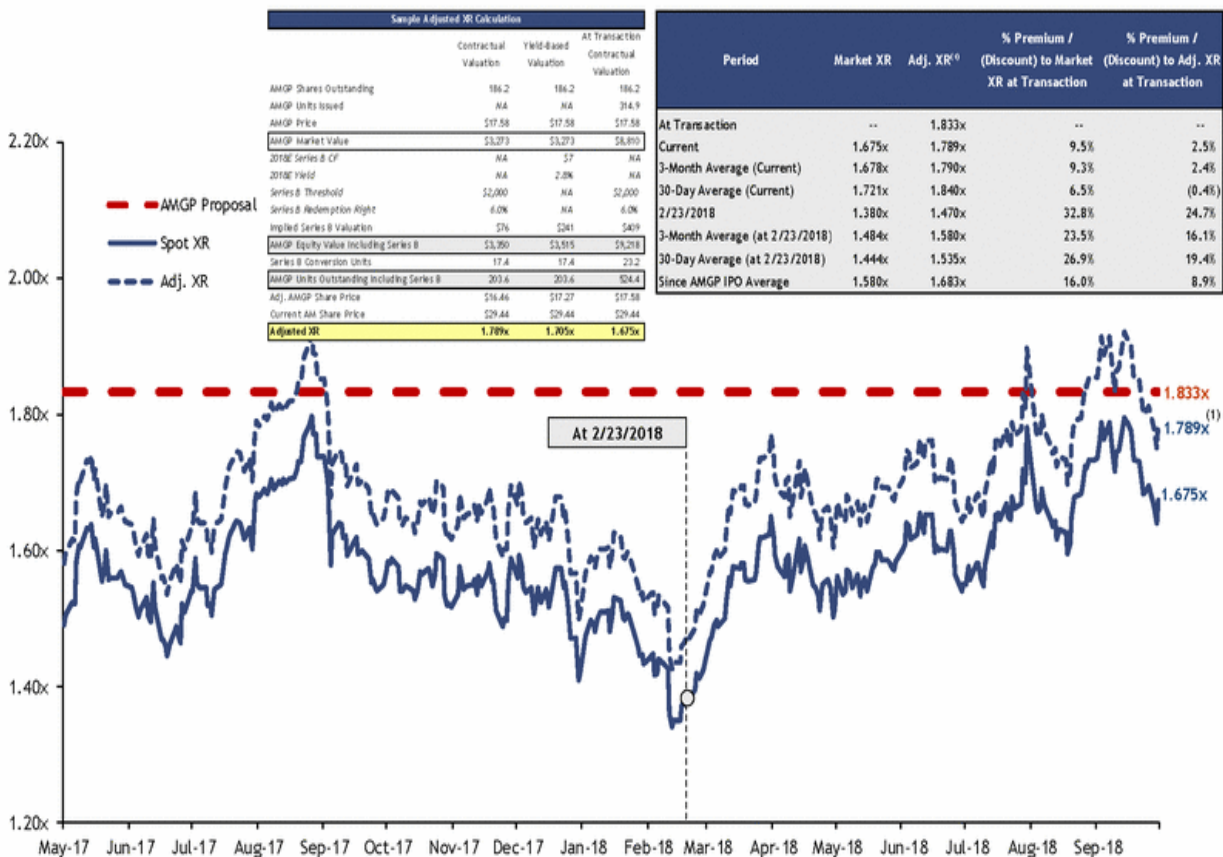 Sample Adjusted XR Calculation
Contractual Valuation Yield-Based Valuation At Transaction Contractual Valuation
AMGP Shares Outstanding 186.2 186.2 186.2
AMGP Units Issued NA NA 314.9
AMGP Price $17.58 $17.58 $17.58
AMGP Market Value $3,273 $3,273 $8,810
2018E Series B CF NA $7 NA
2018E Yield NA 2.8% NA
Series B Threshold $2,000 NA $2,000
Series B Redemption Right 6.0% NA 6.0%
Implied Series B Valuation $76 $241 $409
AMGP Equity Value Including Series B $3,350 $3,515 $9,218
Series B Conversion Units 17.4 17.4 23.2
AMGP Units Outstanding Including Series B 203.6 203.6 524.4
Adj. AMGP Share Price $16.46 $17.27 $17.58
Current AM Share Price $29.44 $29.44 $29.44
Adjusted XR 1.789x 1.705x 1.675x
Period Market XR Adj. XR(1) % Premium / (Discount) to Market XR at Transaction % Premium / (Discount) to Adj. XR at Transaction
At Transaction -- 1.833x -- --
Current 1.675x 1.789x 9.5% 2.5%
3-Month Average (Current) 1.678x 1.790x 9.3% 2.4%
30-Day Average (Current) 1.721x 1.840x 6.5% (0.4%)
2/23/2018 1.380x 1.470x 32.8% 24.7%
3-Month Average (at 2/23/2018) 1.484x 1.580x 23.5% 16.1%
30-Day Average (at 2/23/2018) 1.444x 1.535x 26.9% 19.4%
Since AMGP IPO Average 1.580x 1.683x 16.0% 8.9%
AMGP Proposal
Spot XR
Adj. XR
2.20x
2.00x
1.80x
1.60x
1.40x
1.20x
At 2/23/2018
1.833x
1.789x (1)
1.675x
May-17 Jun-17 Jul-17 Aug-17 Sep-17 Oct-17 Nov-17 Dec-17 Jan-18 Feb-18 Mar-18 Apr-18 May-18 Jun-18 Jul-18 Aug-18 Sep-18